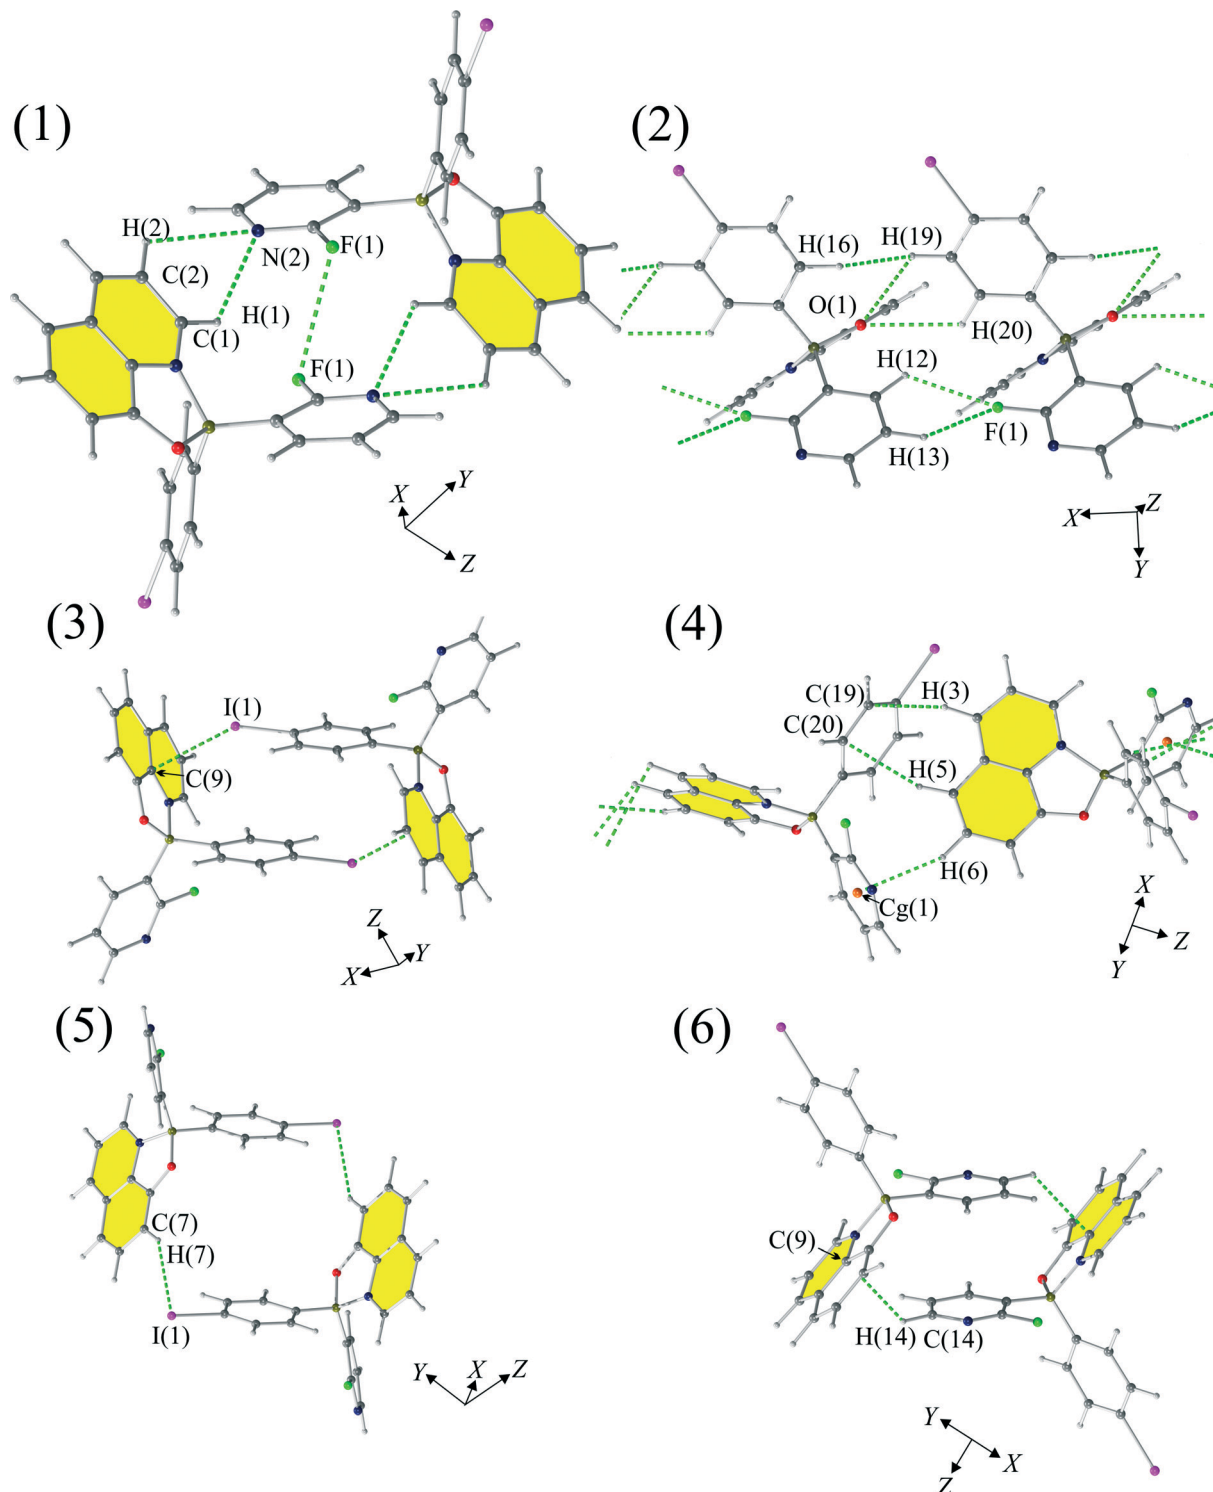 (1)
H(2)
N(2)
F(1)
C(2)
H(1)
C(1)
F(1)
X
Y
Z
(2)
H(16)
H(19)
O(1)
H(20)
H(12)
F(1)
H(13)
X
Z
Y
(3)
I(1)
C(9)
Z
Y
X
(4)
C(19)
H(3)
C(20)
H(5)
H(6)
Cg(1)
X
Z
Y
(5)
C(7)
H(7)
I(1)
Y
X
Z
(6)
C(9)
H(14)
C(14)
Y
X
Z